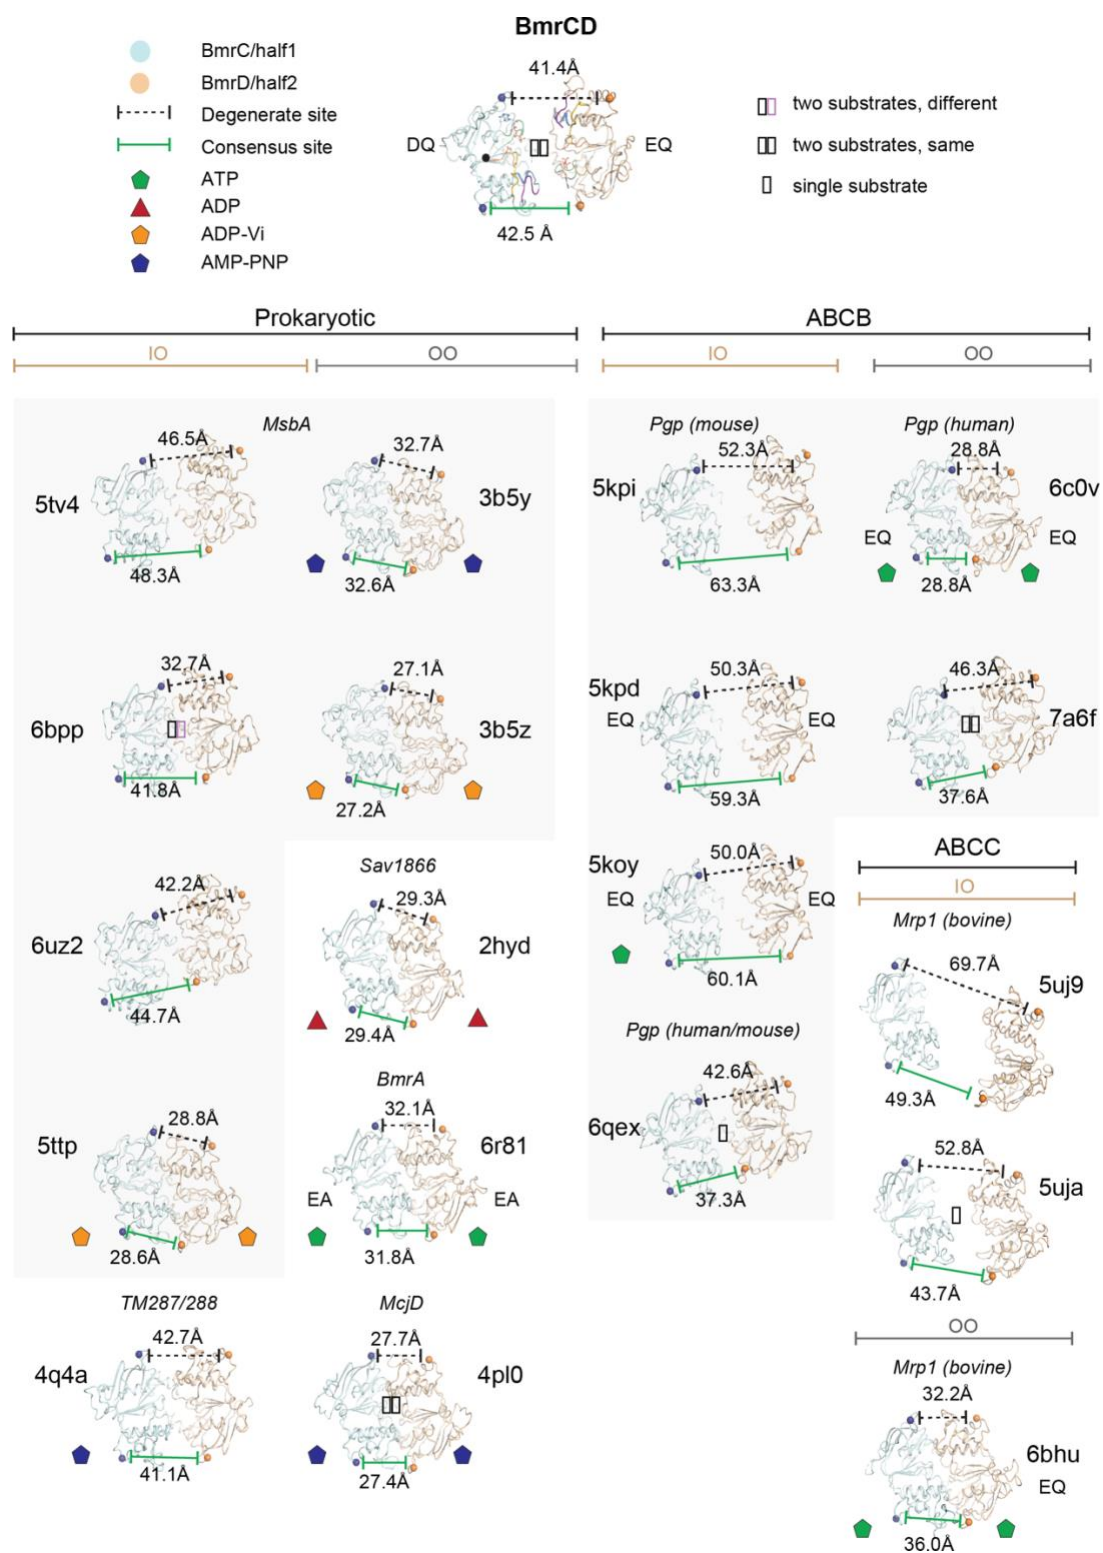 BmrCD
BmrC/half1
BmrD/half2
Degenerate site
Consensus site
ATP
ADP
ADP-Vi
AMP-PNP
41.4Å
DQ
EQ
42.5 Å
two substrates, different
two substrates, same
single substrate
Prokaryotic
IO
OO
ABCB
IO
OO
MsbA
5tv4
46.5Å
48.3Å
32.7Å
3b5y
32.6Å
6bpp
32.7Å
41.8Å
27.1Å
3b5z
27.2Å
6uz2
42.2Å
44.7Å
Sav1866
29.3Å
2hyd
29.4Å
5ttp
28.8Å
28.6Å
BmrA
32.1Å
6r81
EA
EA
31.8Å
TM287/288
42.7Å
4q4a
41.1Å
McjD
27.7Å
4pl0
27.4Å
Pgp (mouse)
52.3Å
5kpi
63.3Å
Pgp (human)
28.8Å
6c0v
EQ
EQ
28.8Å
5kpd
50.3Å
EQ
EQ
59.3Å
46.3Å
7a6f
37.6Å
5koy
50.0Å
EQ
EQ
60.1Å
Pgp (human/mouse)
42.6Å
6qex
37.3Å
ABCC
IO
Mrp1 (bovine)
69.7Å
5uj9
49.3Å
52.8Å
5uja
43.7Å
OO
Mrp1 (bovine)
32.2Å
6bhu
EQ
36.0Å